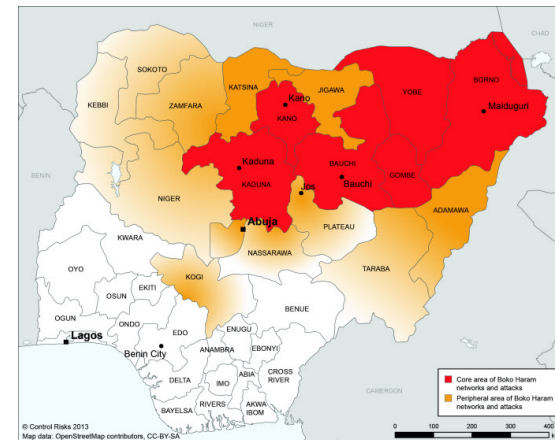 NIGER
CHAD
SOKOTO
KEBBI
ZAMFARA
KATSINA
JIGAWA
Kano
KANO
YOBE
BORNO
Maiduguri
Kaduna
KADUNA
BAUCHI
Bauchi
GOMBE
BENIN
NIGER
Jos
ADAMAWA
Abuja
PLATEAU
KWARA
NASSARAWA
TARABA
OYO
KOGI
EKITI
OSUN
BENUE
OGUN
ONDO
EDO
ENUGU
Lagos
Benin City
ANAMBRA
EBONYI
CROSS
RIVER
DELTA
IMO
ABIA
BAYELSA
RIVERS
AKWA
IBOM
CAMEROON
Core area of Boko Haram
networks and attacks
Peripheral area of Boko Haram
networks and attacks
© Control Risks 2013
Map data: OpenStreetMap contributors, CC-BY-SA
0 100 200 300